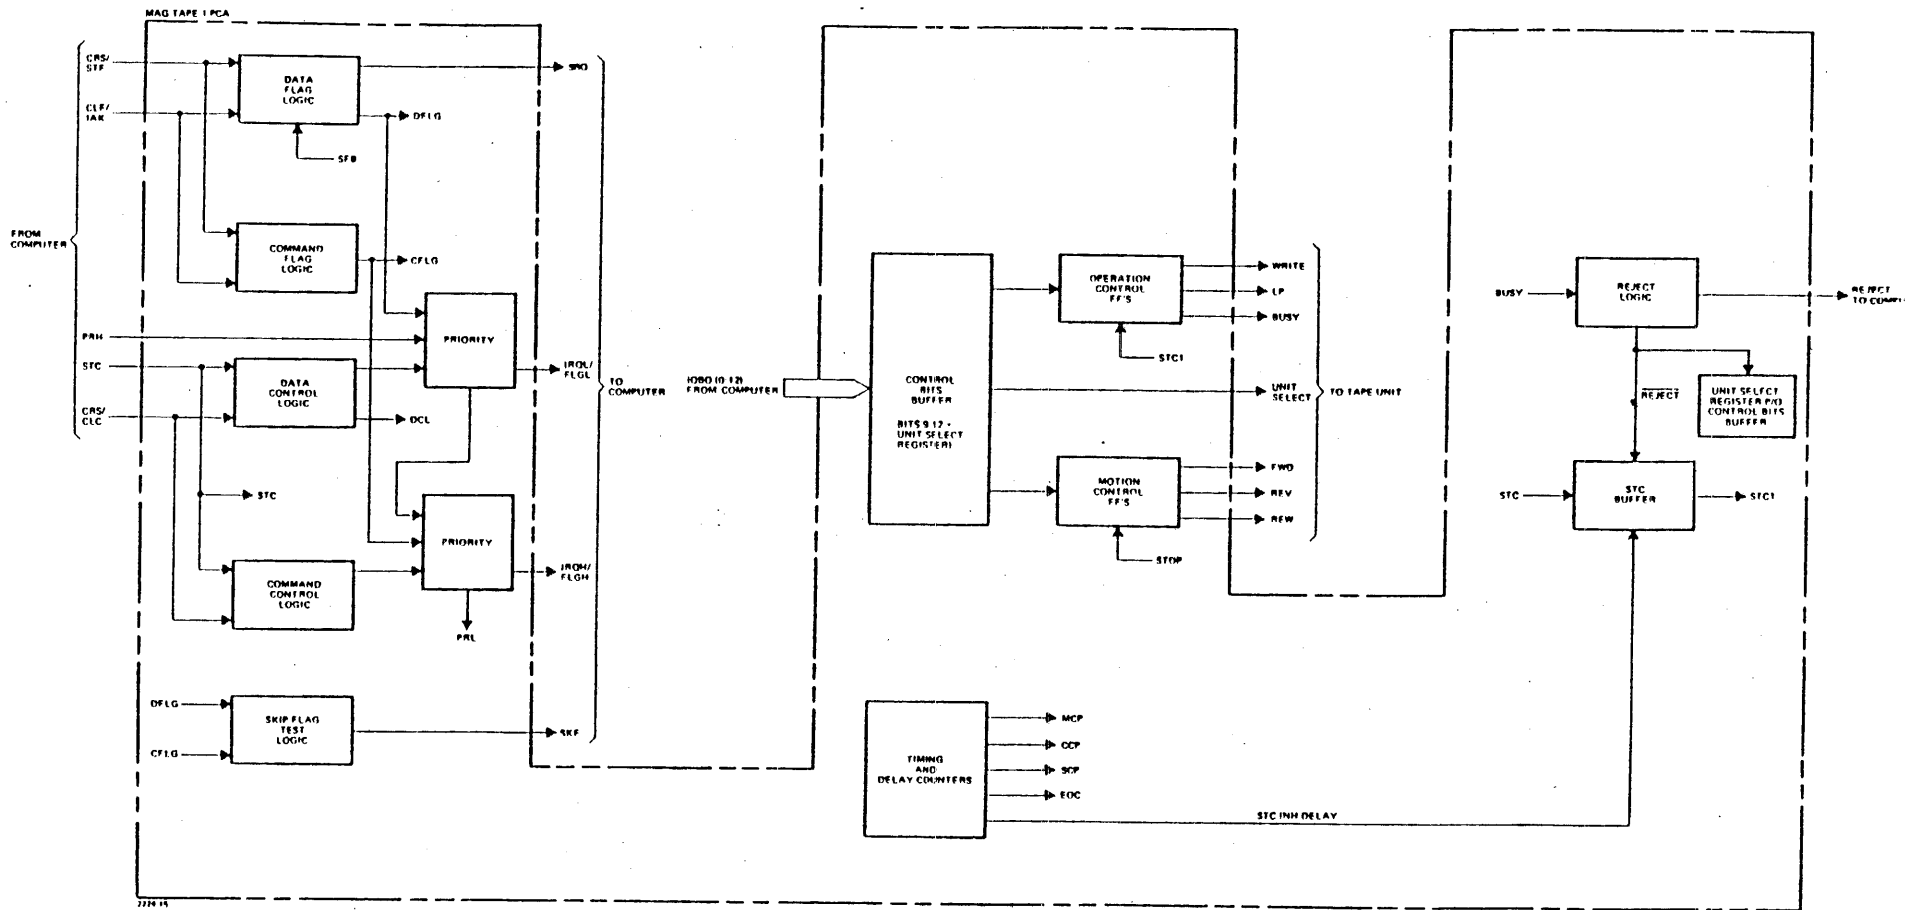 MAG TAPE 1 PCA
CRS/
STF
CLF/
IAK
DATA
FLAG
LOGIC
SRQ
DFLG
SFB
FROM
COMPUTER
COMMAND
FLAG
LOGIC
CFLG
PRH
STC
CRS/
CLC
DATA
CONTROL
LOGIC
PRIORITY
IRQL/
FLGL
DCL
TO
COMPUTER
STC
COMMAND
CONTROL
LOGIC
PRIORITY
IRQH/
FLGH
PRL
DFLG
CFLG
SKIP FLAG
TEST
LOGIC
SKF
IOBO (0-12)
FROM COMPUTER
CONTROL
BITS
BUFFER
BITS 9-12 =
UNIT SELECT
REGISTER)
OPERATION
CONTROL
FF'S
WRITE
LP
BUSY
STC1
UNIT
SELECT
TO TAPE UNIT
MOTION
CONTROL
FF'S
FWD
REV
REW
STOP
TIMING
AND
DELAY COUNTERS
MCP
CCP
SCP
EOC
STC INH DELAY
BUSY
REJECT
LOGIC
REJECT
TO COMPU
REJECT
UNIT SELECT
REGISTER P/O
CONTROL BITS
BUFFER
STC
STC
BUFFER
STC1
2229-15